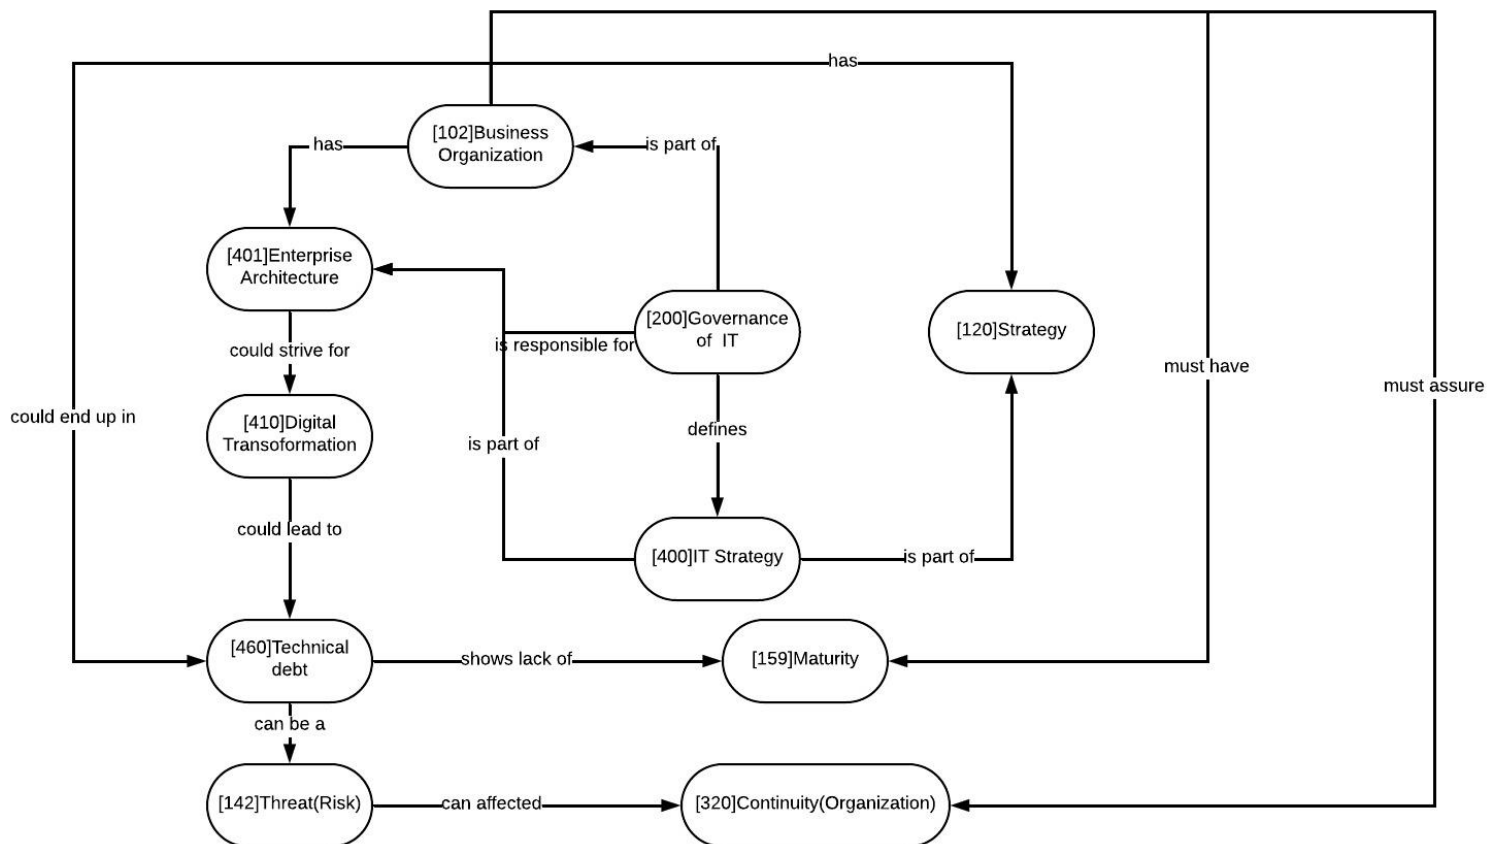 has
[102]Business
Organization
has
is part of
[401]Enterprise
Architecture
[200]Governance
of IT
[120]Strategy
is responsible for
could strive for
must have
must assure
[410]Digital
Transoformation
could end up in
defines
is part of
could lead to
[400]IT Strategy
is part of
[460]Technical
debt
shows lack of
[159]Maturity
can be a
[142]Threat(Risk)
can affected
[320]Continuity(Organization)